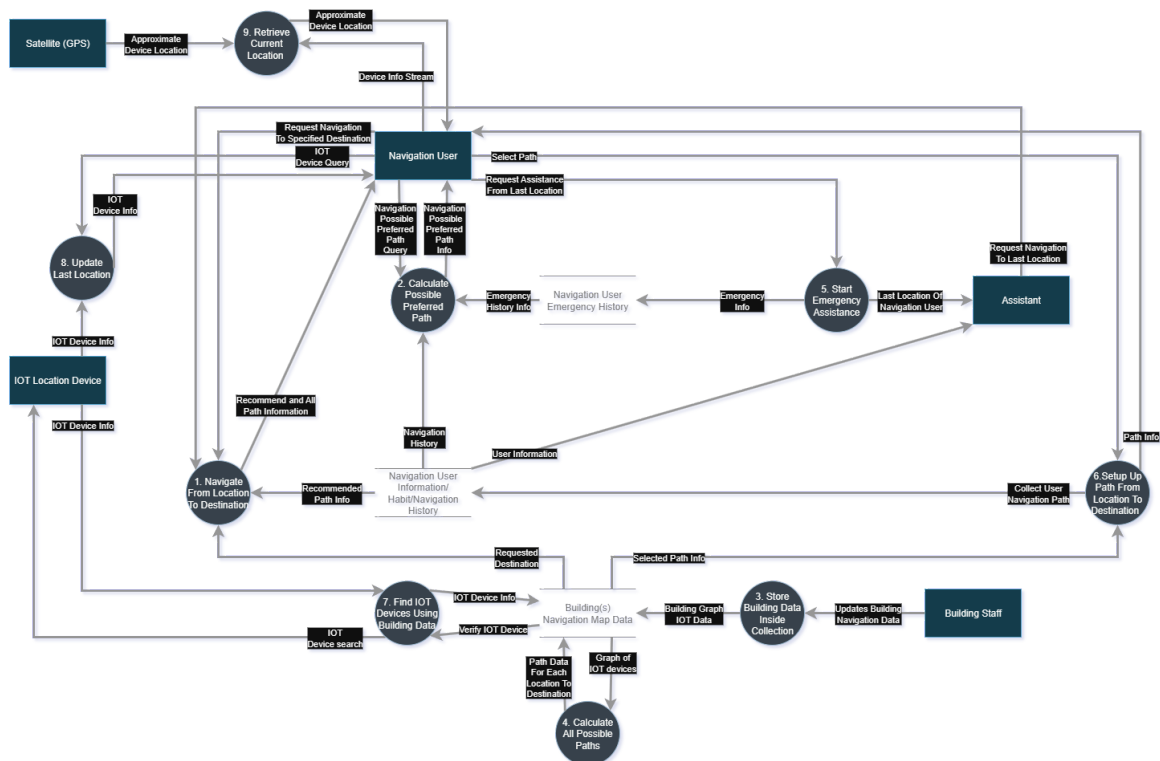 Approximate
Device Location
9. Retrieve
Current
Location
Satellite (GPS)
Approximate
Device Location
Device Info Stream
Request Navigation
To Specified Destination
IOT
Device Query
Navigation User
Select Path
Request Assistance
From Last Location
IOT
Device Info
Navigation
Possible
Preferred
Path
Query
Navigation
Possible
Preferred
Path
Info
8. Update
Last Location
Request Navigation
To Last Location
2. Calculate
Possible
Preferred
Path
Emergency
History Info
Navigation User
Emergency History
Emergency
Info
5. Start
Emergency
Assistance
Last Location Of
Navigation User
Assistant
IOT Device Info
IOT Location Device
IOT Device Info
Recommend and All
Path Information
Navigation
History
User Information
Path Info
1. Navigate
From Location
To Destination
Recommended
Path Info
Navigation User
Information/
Habit/Navigation
History
Collect User
Navigation Path
6.Setup Up
Path From
Location To
Destination
Requested
Destination
Selected Path Info
7. Find IOT
Devices Using
Building Data
IOT Device Info
Verify IOT Device
IOT
Device search
Building(s)
Navigation Map Data
Building Graph
IOT Data
3. Store
Building Data
Inside
Collection
Updates Building
Navigation Data
Building Staff
Path Data
For Each
Location To
Destination
Graph of
IOT devices
4. Calculate
All Possible
Paths